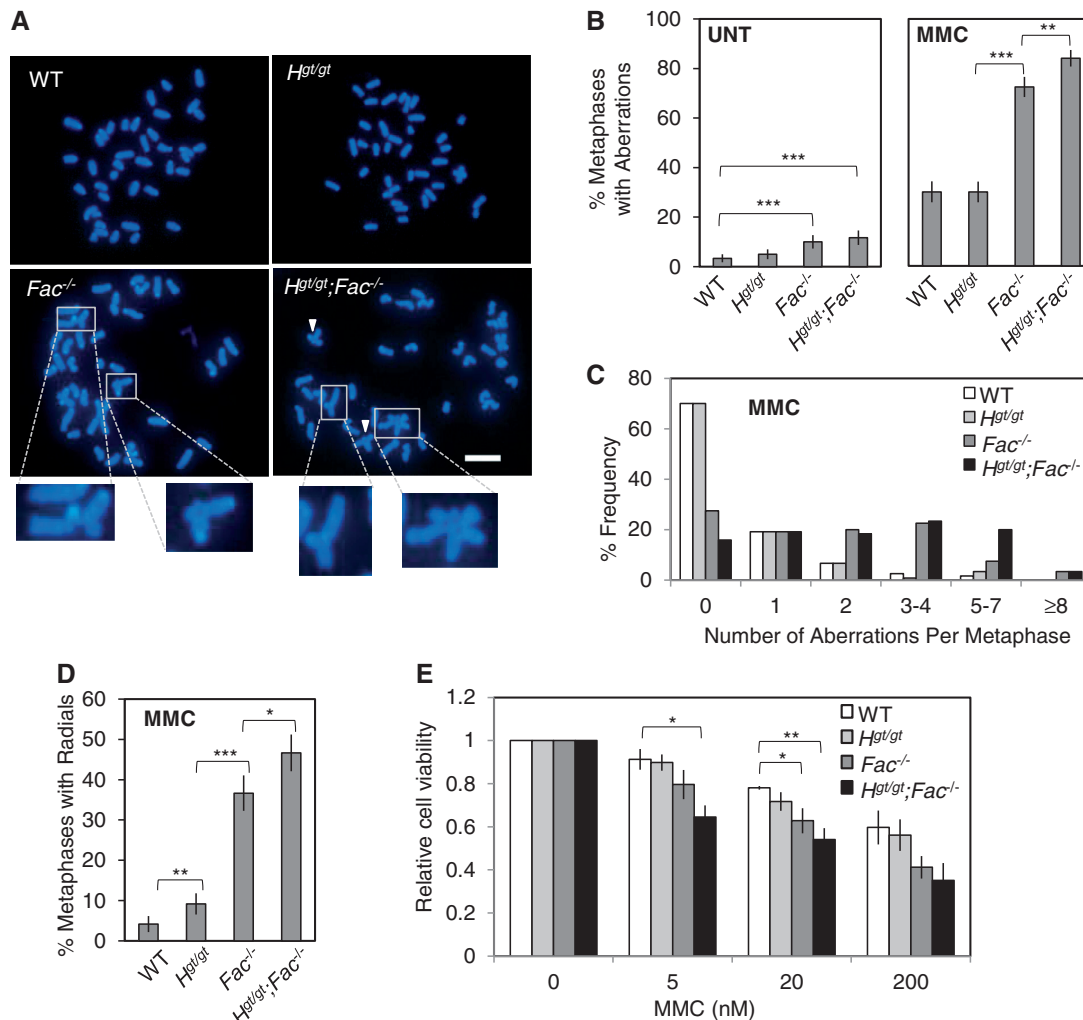 A
WT
Hgt/gt
Fac-/-
Hgt/gt;Fac-/-
B
% Metaphases
with Aberrations
100
80
60
40
20
0
UNT
***
***
WT
Hgt/gt
Fac-/-
Hgt/gt;Fac-/-
MMC
***
**
WT
Hgt/gt
Fac-/-
Hgt/gt;Fac-/-
C
% Frequency
80
60
40
20
0
MMC
WT
Hgt/gt
Fac-/-
Hgt/gt;Fac-/-
0 1 2 3-4 5-7 ≥8
Number of Aberrations Per Metaphase
D
% Metaphases with Radials
60
50
40
30
20
10
0
MMC
**
***
*
WT
Hgt/gt
Fac-/-
Hgt/gt;Fac-/-
E
Relative cell viability
1.2
1
0.8
0.6
0.4
0.2
0
*
**
*
WT
Hgt/gt
Fac-/-
Hgt/gt;Fac-/-
0 5 20 200
MMC (nM)